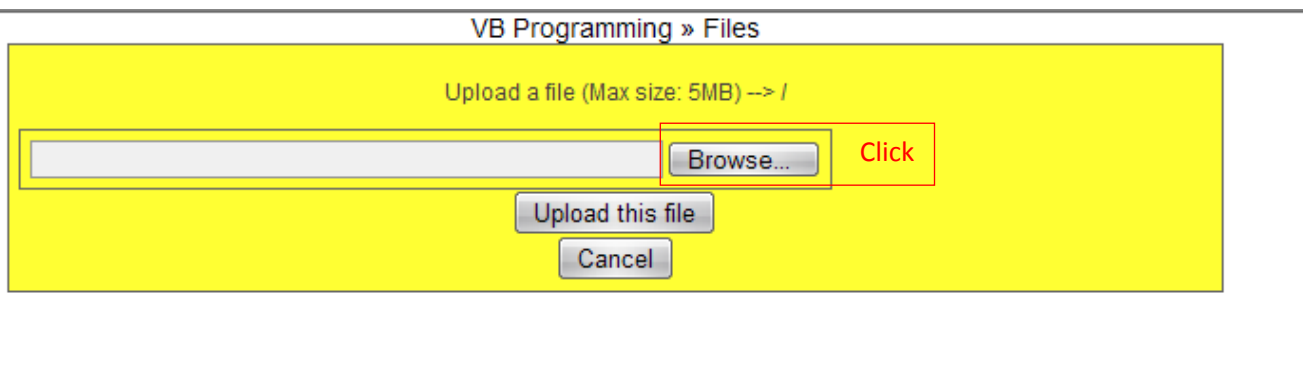 VB Programming » Files
Upload a file (Max size: 5MB) --> /
Browse... Click
Upload this file
Cancel